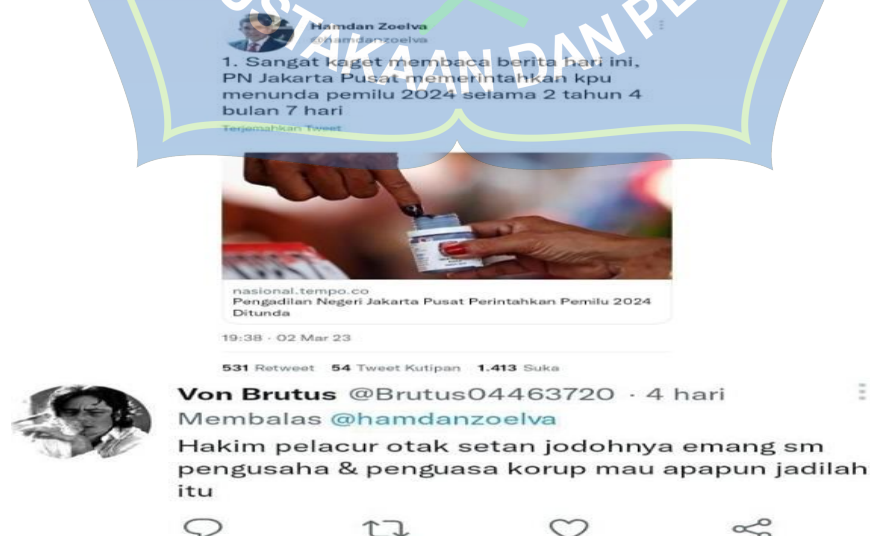 USTAKAAN DAN PE
Hamdan Zoelva
@hamdanzoelva
1. Sangat kaget membaca berita hari ini,
PN Jakarta Pusat memerintahkan kpu
menunda pemilu 2024 selama 2 tahun 4
bulan 7 hari
Terjemahkan Tweet
nasional.tempo.co
Pengadilan Negeri Jakarta Pusat Perintahkan Pemilu 2024
Ditunda
19:38 · 02 Mar 23
531 Retweet 54 Tweet Kutipan 1.413 Suka
Von Brutus @Brutus04463720 · 4 hari
Membalas @hamdanzoelva
Hakim pelacur otak setan jodohnya emang sm
pengusaha & penguasa korup mau apapun jadilah
itu